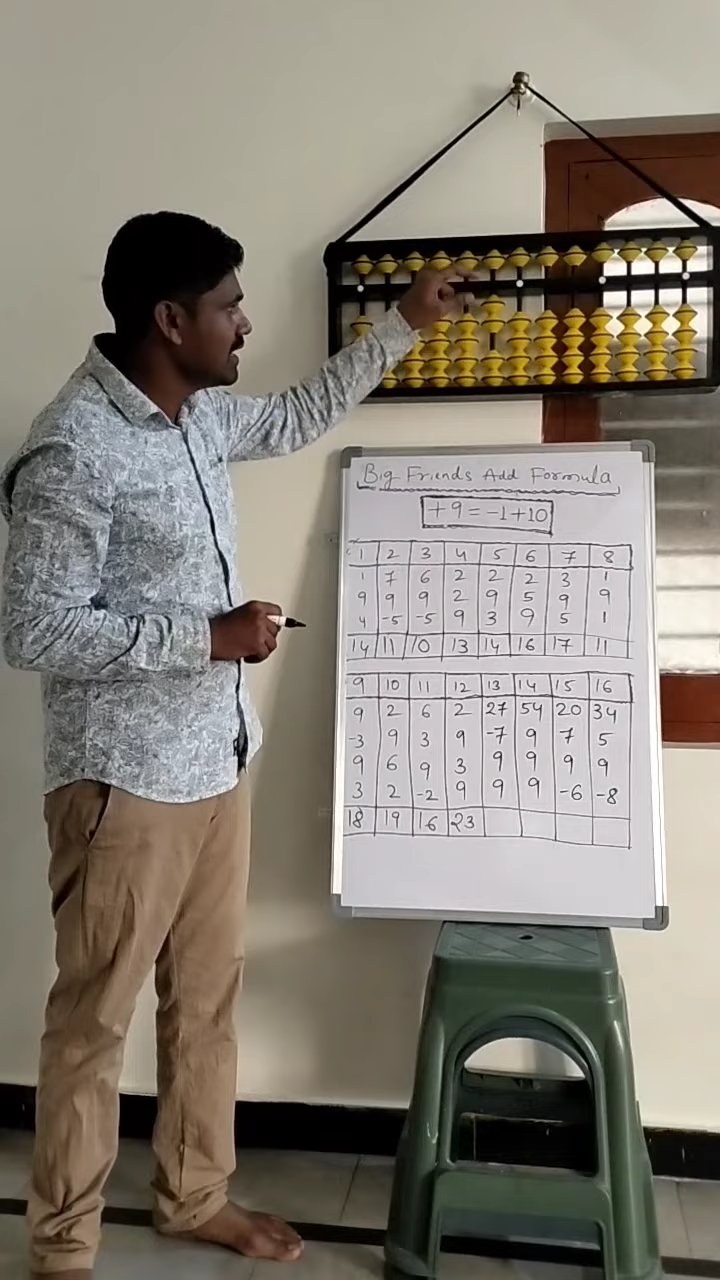 Big Friends Add Formula
+9=-1+10
1 2 3 4 5 6 7 8
1 7 6 2 2 2 3 1
9 9 9 2 9 5 9 9
4 -5 -5 9 3 9 5 1
14 11 10 13 14 16 17 11
9 10 11 12 13 14 15 16
9 2 6 2 27 54 20 34
-3 9 3 9 -7 9 7 5
9 6 9 3 9 9 9 9
3 2 -2 9 9 9 -6 -8
18 19 16 23